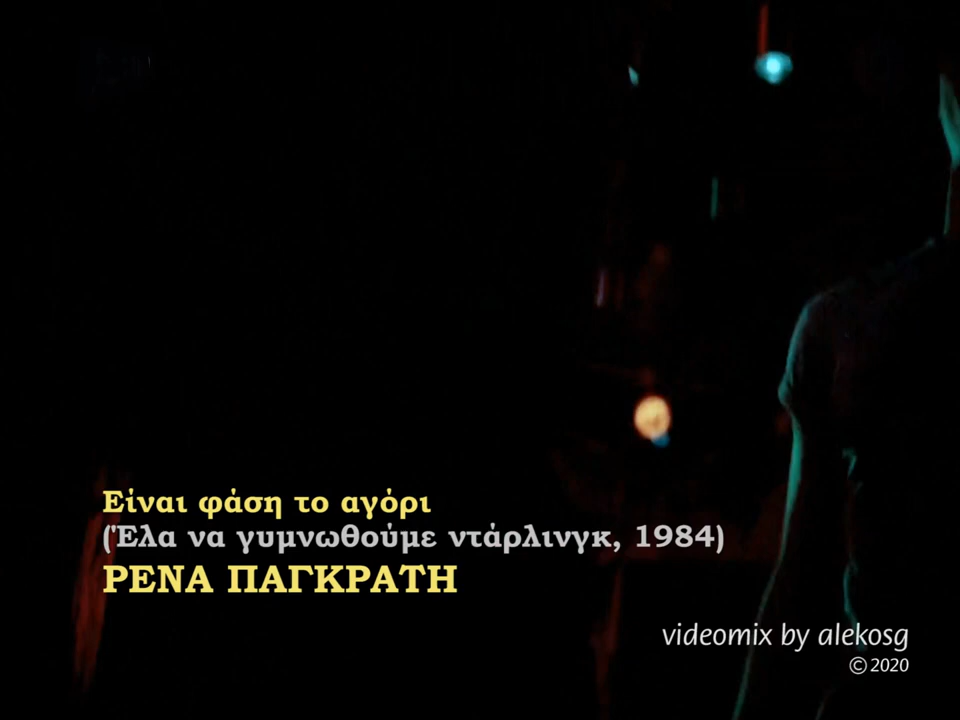 Είναι φάση το αγόρι
(Έλα να γυμνωθούμε ντάρλινγκ, 1984)
ΡΕΝΑ ΠΑΓΚΡΑΤΗ
videomix by alekosg
© 2020